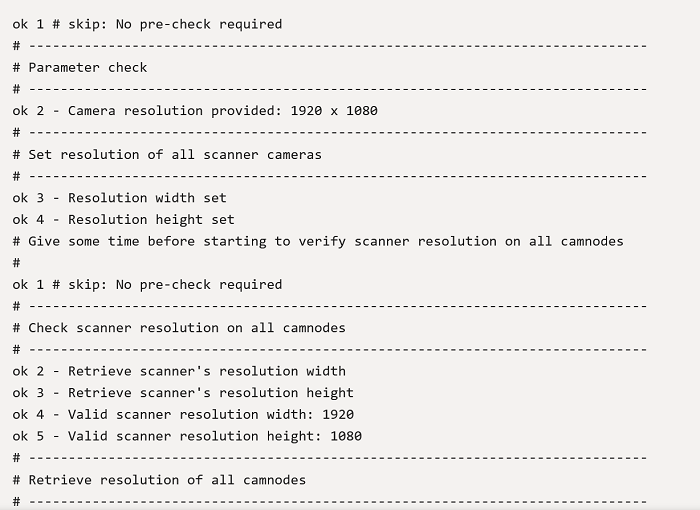 ok 1 # skip: No pre-check required
# ------------------------------------------------------------------------------
# Parameter check
# ------------------------------------------------------------------------------
ok 2 - Camera resolution provided: 1920 x 1080
# ------------------------------------------------------------------------------
# Set resolution of all scanner cameras
# ------------------------------------------------------------------------------
ok 3 - Resolution width set
ok 4 - Resolution height set
# Give some time before starting to verify scanner resolution on all camnodes
#
ok 1 # skip: No pre-check required
# ------------------------------------------------------------------------------
# Check scanner resolution on all camnodes
# ------------------------------------------------------------------------------
ok 2 - Retrieve scanner's resolution width
ok 3 - Retrieve scanner's resolution height
ok 4 - Valid scanner resolution width: 1920
ok 5 - Valid scanner resolution height: 1080
# ------------------------------------------------------------------------------
# Retrieve resolution of all camnodes
# ------------------------------------------------------------------------------